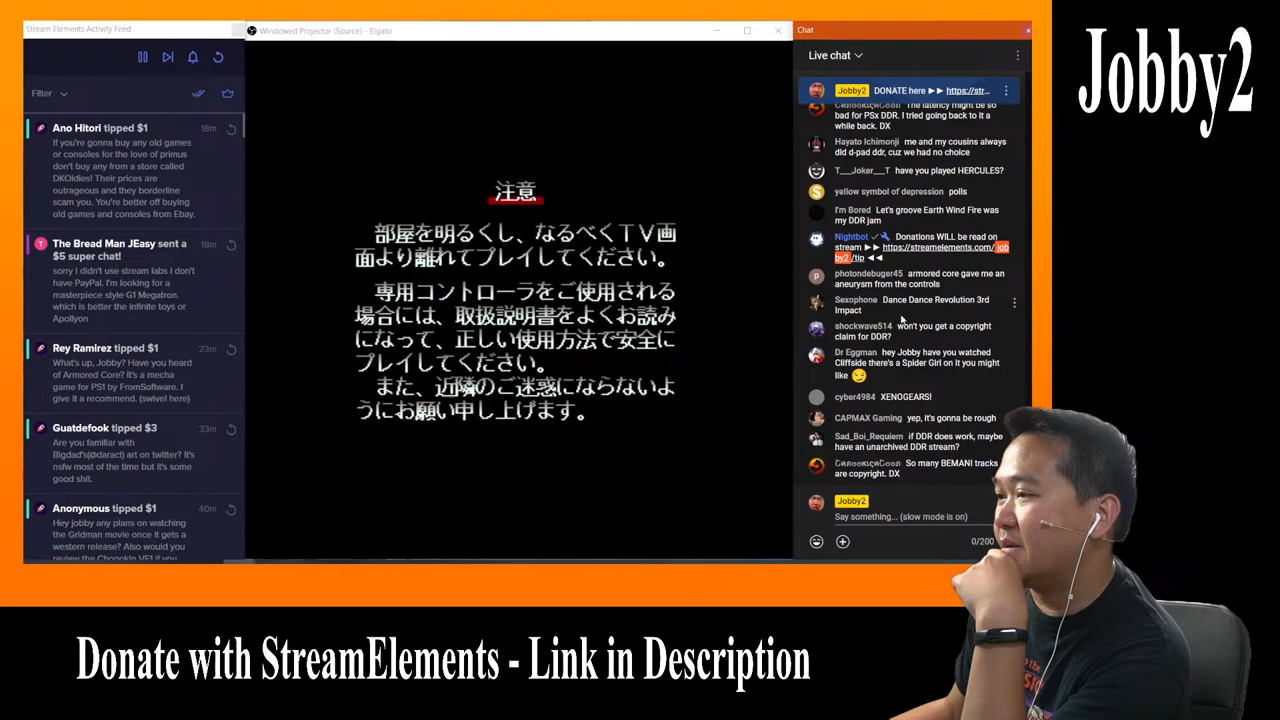 Stream Elements Activity Feed
Filter
Ano Hitori tipped $1
18m
If you're gonna buy any old games
or consoles for the love of primus
don't buy any from a store called
DKOldies! Their prices are
outrageous and they borderline
scam you. You're better off buying
old games and consoles from Ebay.
T
The Bread Man JEasy sent a
$5 super chat!
18m
sorry I didn't use stream labs I don't
have PayPal. I'm looking for a
masterpiece style G1 Megatron.
which is better the infinite toys or
Apollyon
Rey Ramirez tipped $1
23m
What's up, Jobby? Have you heard
of Armored Core? It's a mecha
game for PS1 by FromSoftware. I
give it a recommend. (swivel here)
Guatdefook tipped $3
33m
Are you familiar with
Bigdad's(@daract) art on twitter? It's
nsfw most of the time but it's some
good shit.
Anonymous tipped $1
40m
Hey jobby any plans on watching
the Gridman movie once it gets a
western release? Also would you
review the Chogokin VF1 if you
Windowed Projector (Source) - Elgato
注意
部屋を明るくし、なるべくTV画
面より離れてプレイしてください。
専用コントローラをご使用される
場合には、取扱説明書をよくお読み
になって、正しい使用方法で安全に
プレイしてください。
また、近隣のご迷惑にならないよ
うにお願い申し上げます。
Chat
Live chat
Jobby2 DONATE here ►► https://str...
The latency might be so
bad for PSx DDR. I tried going back to it a
while back. DX
Hayato Ichimonji me and my cousins always
did d-pad ddr, cuz we had no choice
T___Joker___T have you played HERCULES?
yellow symbol of depression polls
I'm Bored Let's groove Earth Wind Fire was
my DDR jam
Nightbot Donations WILL be read on
stream ►► https://streamelements.com/job
by2/tip ◄◄
p
photondebuger45 armored core gave me an
aneurysm from the controls
Sexophone Dance Dance Revolution 3rd
Impact
shockwave514 won't you get a copyright
claim for DDR?
Dr Eggman hey Jobby have you watched
Cliffside there's a Spider Girl on it you might
like 😏
cyber4984 XENOGEARS!
CAPMAX Gaming yep, it's gonna be rough
Sad_Boi_Requiem if DDR does work, maybe
have an unarchived DDR stream?
So many BEMANI tracks
are copyright. DX
Jobby2
Say something... (slow mode is on)
0/200
Jobby2
Donate with StreamElements - Link in Description